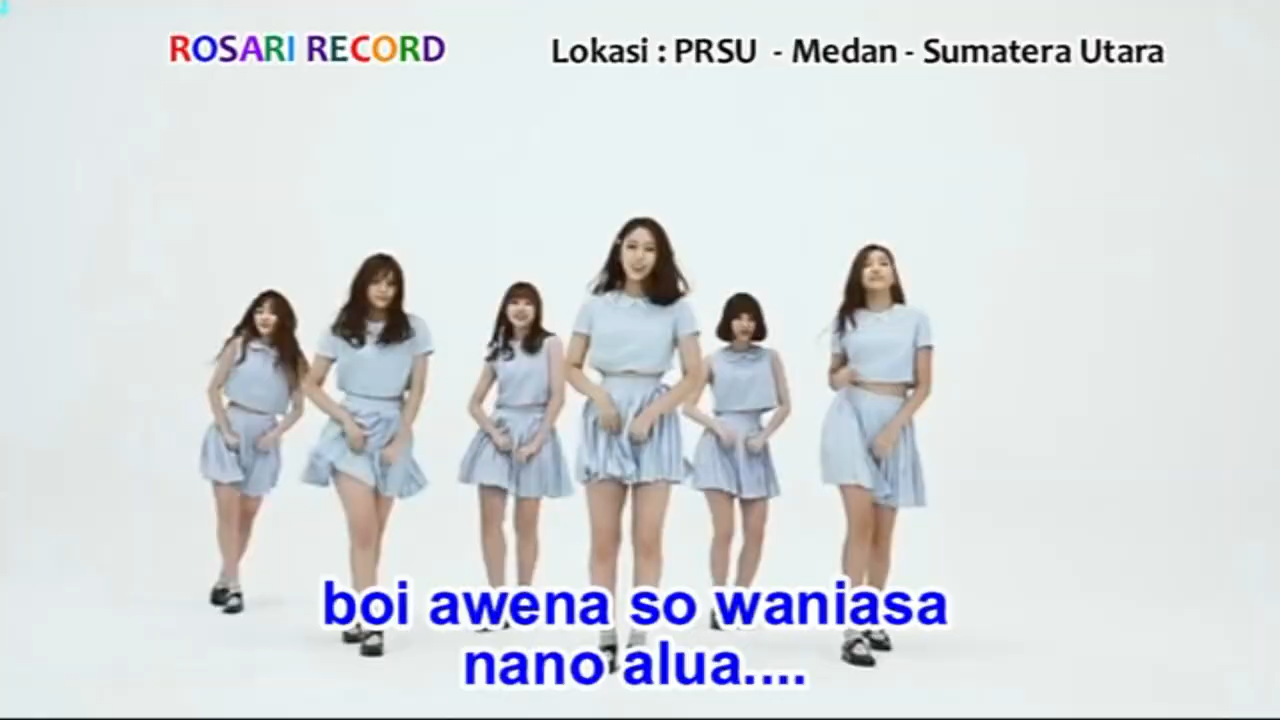 ROSARI RECORD
Lokasi : PRSU - Medan - Sumatera Utara
boi awena so waniasa
nano alua....